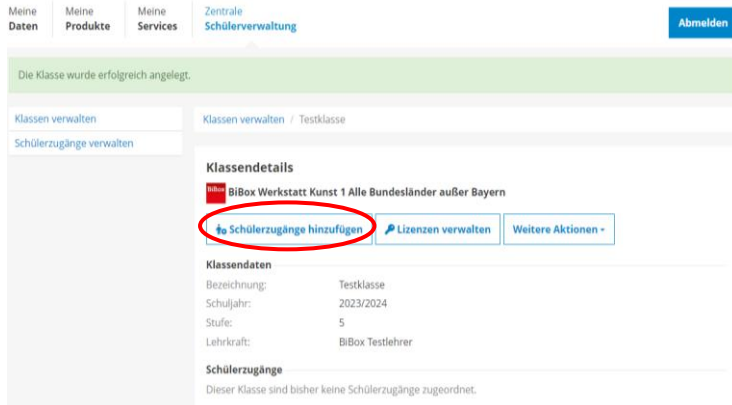 Meine Daten
Meine Produkte
Meine Services
Zentrale Schülerverwaltung
Abmelden
Die Klasse wurde erfolgreich angelegt.
Klassen verwalten
Schülerzugänge verwalten
Klassen verwalten / Testklasse
Klassendetails
BiBox BiBox Werkstatt Kunst 1 Alle Bundesländer außer Bayern
Schülerzugänge hinzufügen
Lizenzen verwalten
Weitere Aktionen
Klassendaten
Bezeichnung: Testklasse
Schuljahr: 2023/2024
Stufe: 5
Lehrkraft: BiBox Testlehrer
Schülerzugänge
Dieser Klasse sind bisher keine Schülerzugänge zugeordnet.